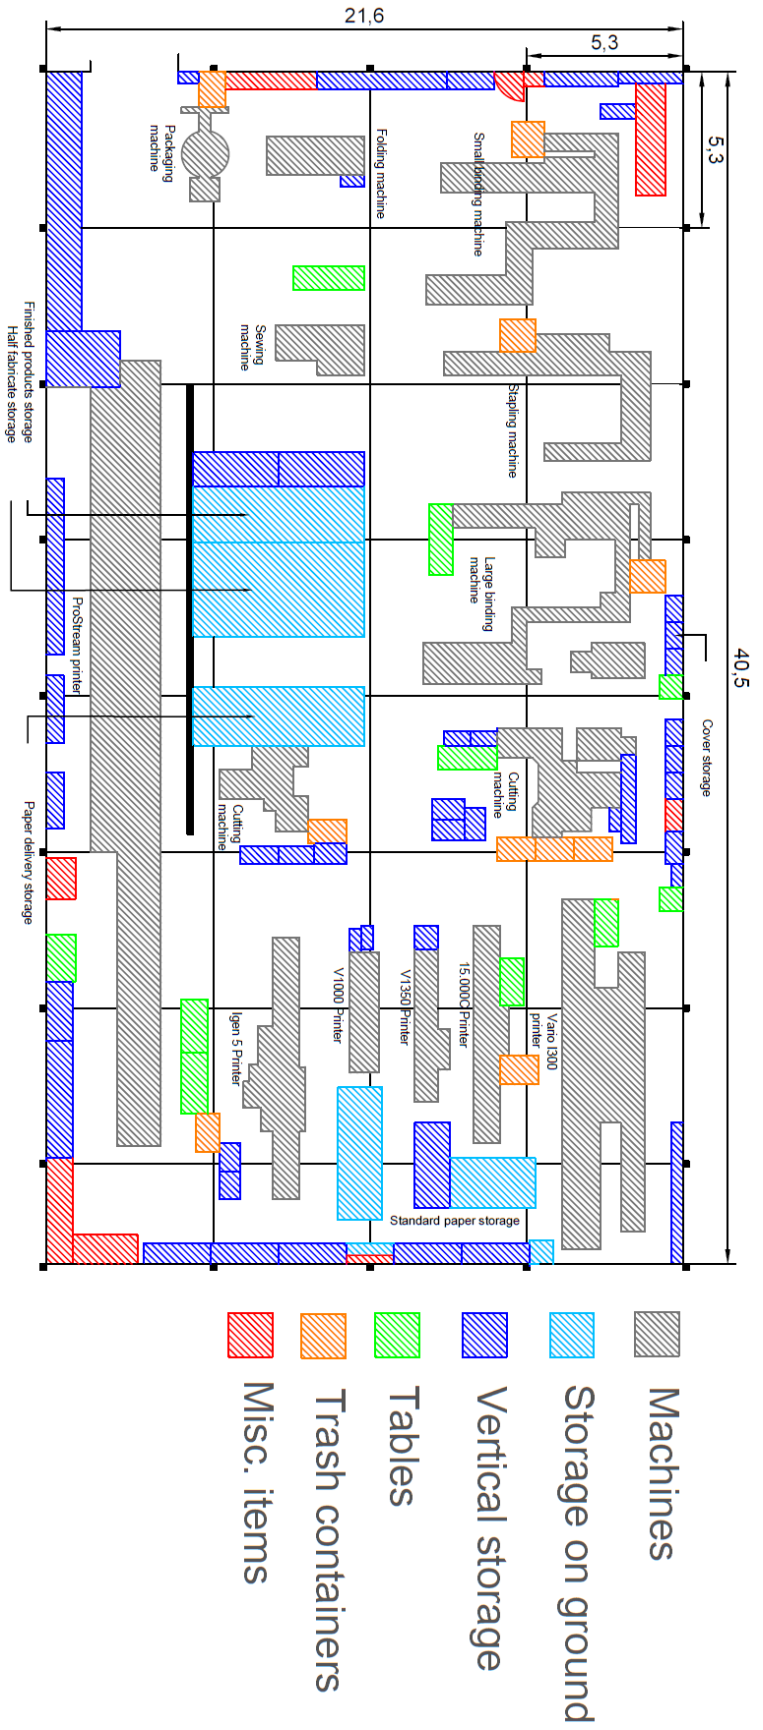 21,6
5,3
5,3
40,5
Packaging
machine
Folding machine
Small binding machine
Sewing
machine
Stapling machine
Finished products storage
Half fabricate storage
Large binding
machine
ProStream printer
Cover storage
Cutting
machine
Cutting
machine
Paper delivery storage
Igen 5 Printer
V1000 Printer
V1350 Printer
15.000C Printer
Vario I300
printer
Standard paper storage
Machines
Storage on ground
Vertical storage
Tables
Trash containers
Misc. items